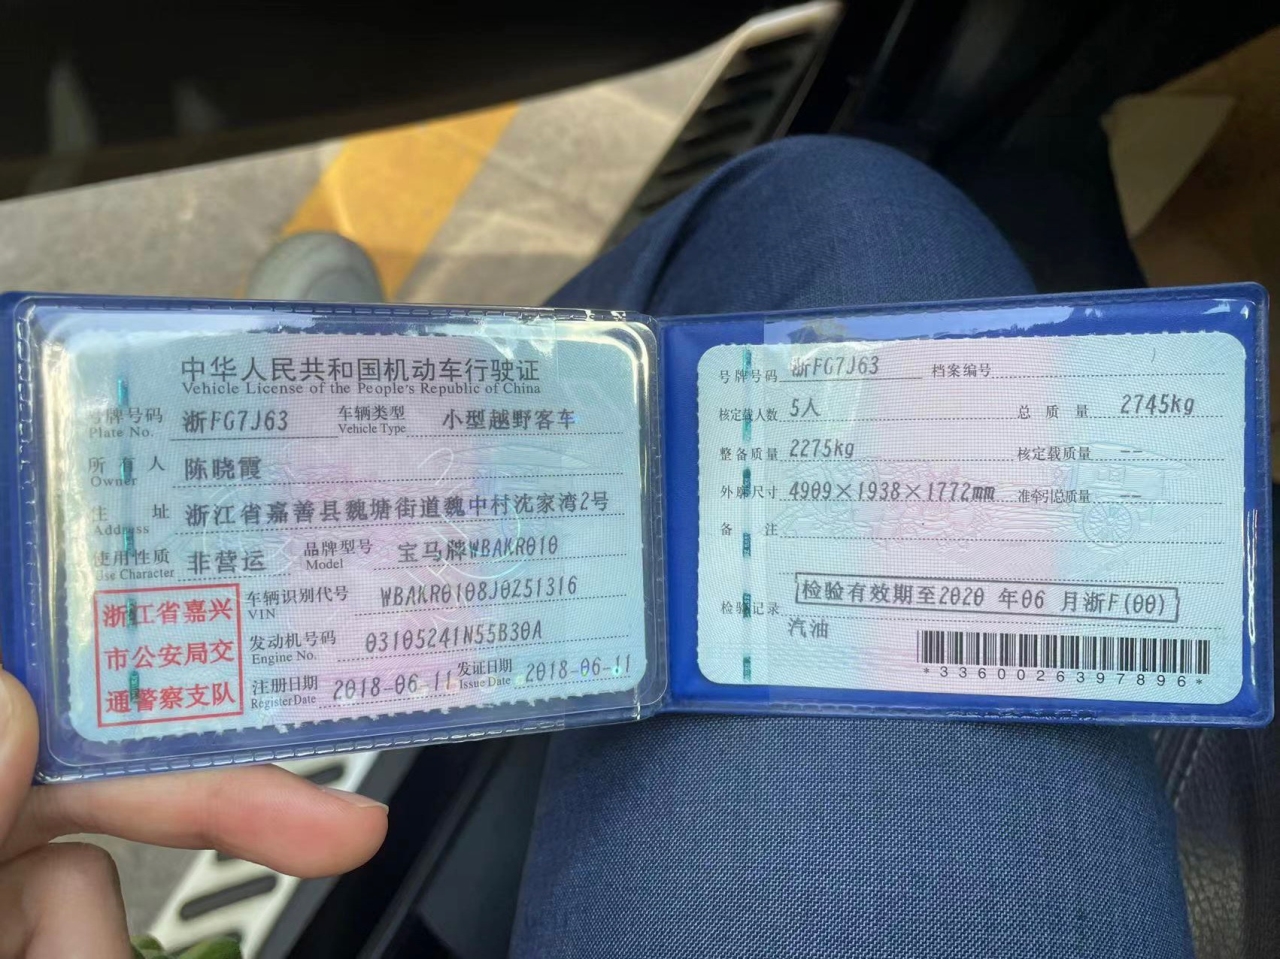 中华人民共和国机动车行驶证
Vehicle License of the People's Republic of China
号牌号码 Plate No. 浙FG7J63 车辆类型 Vehicle Type 小型越野客车
所有人 Owner 陈晓霞
住址 Address 浙江省嘉善县魏塘街道魏中村沈家湾2号
使用性质 Use Character 非营运 品牌型号 Model 宝马牌WBAKR010
车辆识别代号 VIN WBAKR0108J0251316
发动机号码 Engine No. 03105241N55B30A
注册日期 Register Date 2018-06-11 发证日期 Issue Date 2018-06-11
浙江省嘉兴
市公安局交
通警察支队
号牌号码 浙FG7J63 档案编号
核定载人数 5人 总质量 2745kg
整备质量 2275kg 核定载质量 --
外廓尺寸 4909×1938×1772mm 准牵引总质量 --
备注
检验记录 检验有效期至2020年06月浙F(00)
汽油
*3360026397896*